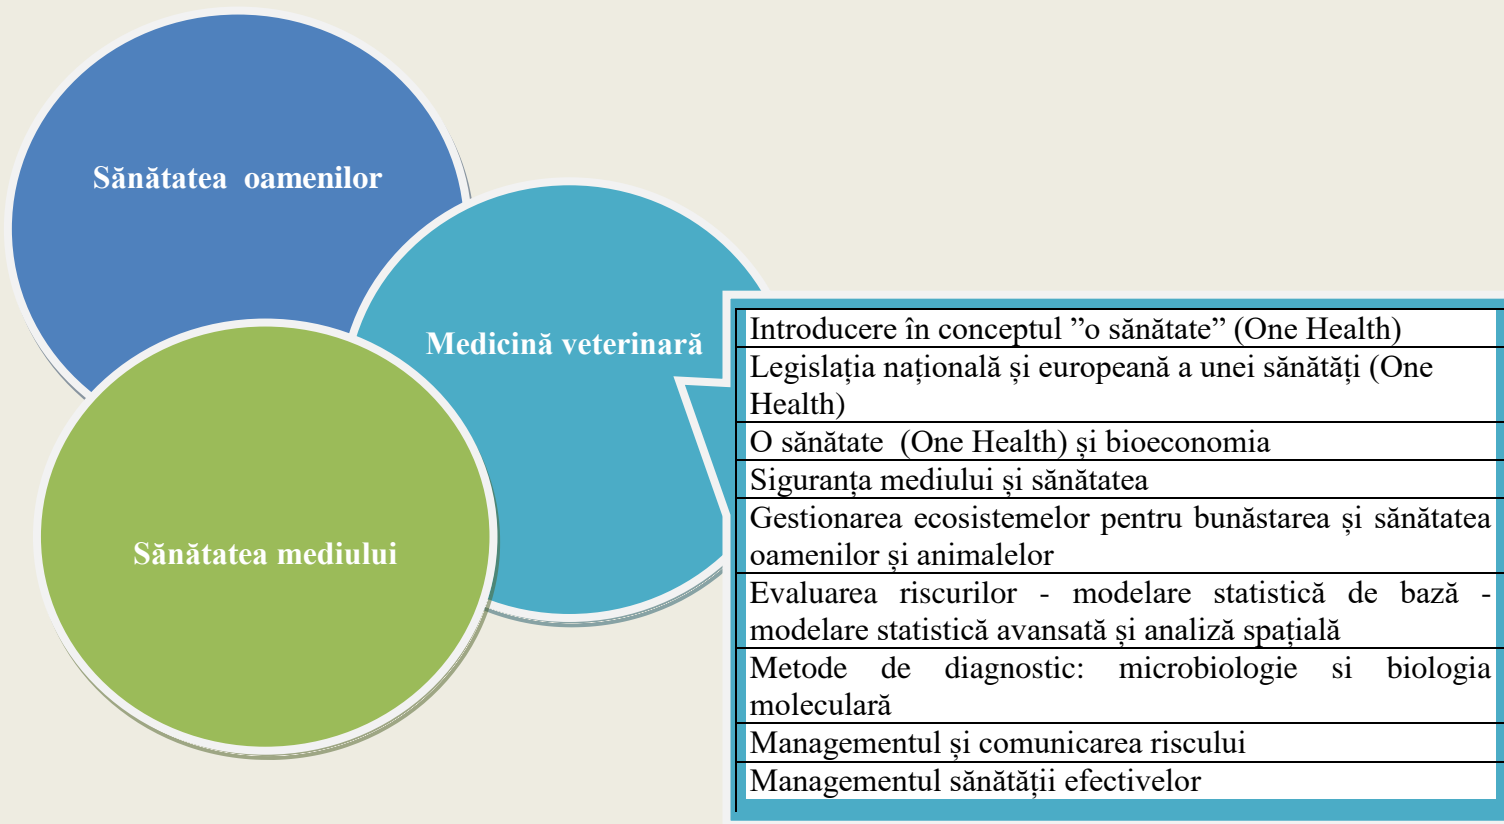 Sănătatea oamenilor
Medicină veterinară
Sănătatea mediului
Introducere în conceptul ”o sănătate” (One Health)
Legislația națională și europeană a unei sănătăți (One
Health)
O sănătate (One Health) și bioeconomia
Siguranța mediului și sănătatea
Gestionarea ecosistemelor pentru bunăstarea și sănătatea
oamenilor și animalelor
Evaluarea riscurilor - modelare statistică de bază -
modelare statistică avansată și analiză spațială
Metode de diagnostic: microbiologie si biologia
moleculară
Managementul și comunicarea riscului
Managementul sănătății efectivelor